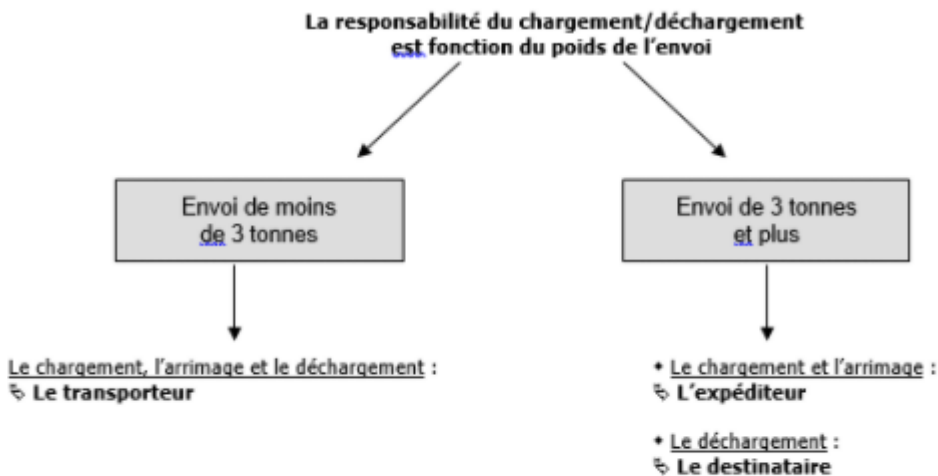 La responsabilité du chargement/déchargement
est fonction du poids de l'envoi
Envoi de moins
de 3 tonnes
Envoi de 3 tonnes
et plus
Le chargement, l'arrimage et le déchargement :
Le transporteur
Le chargement et l'arrimage :
L'expéditeur
Le déchargement :
Le destinataire